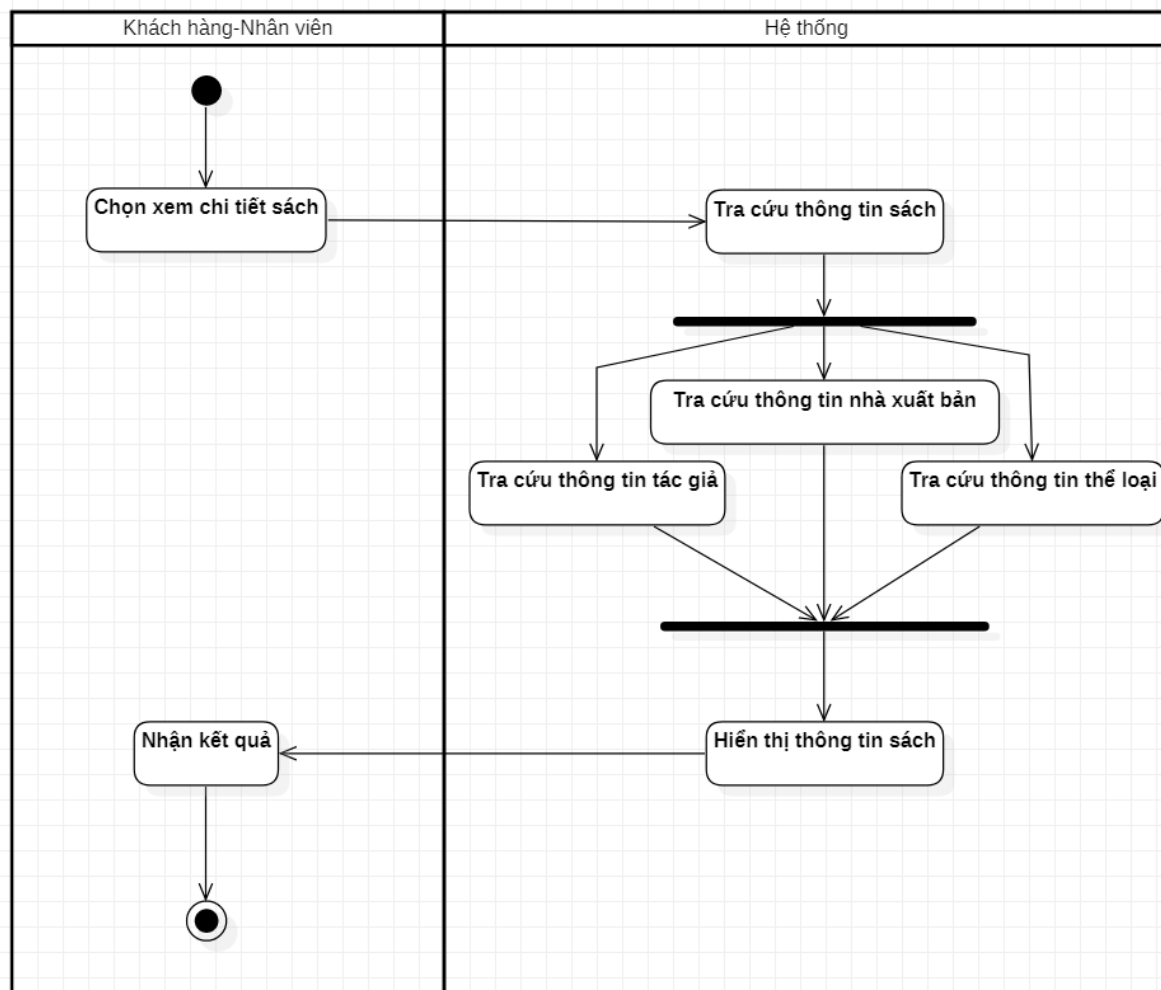 Khách hàng-Nhân viên
Hệ thống
Chọn xem chi tiết sách
Tra cứu thông tin sách
Tra cứu thông tin nhà xuất bản
Tra cứu thông tin tác giả
Tra cứu thông tin thể loại
Nhận kết quả
Hiển thị thông tin sách